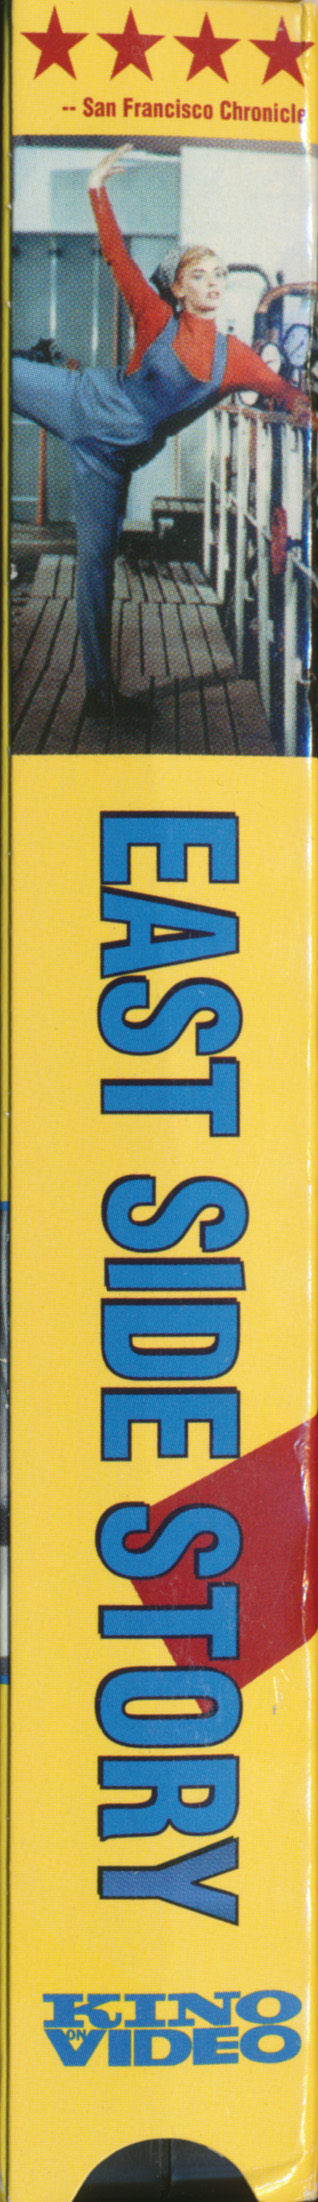 -- San Francisco Chronicle
EAST SIDE STORY
KINO
ON
VIDEO